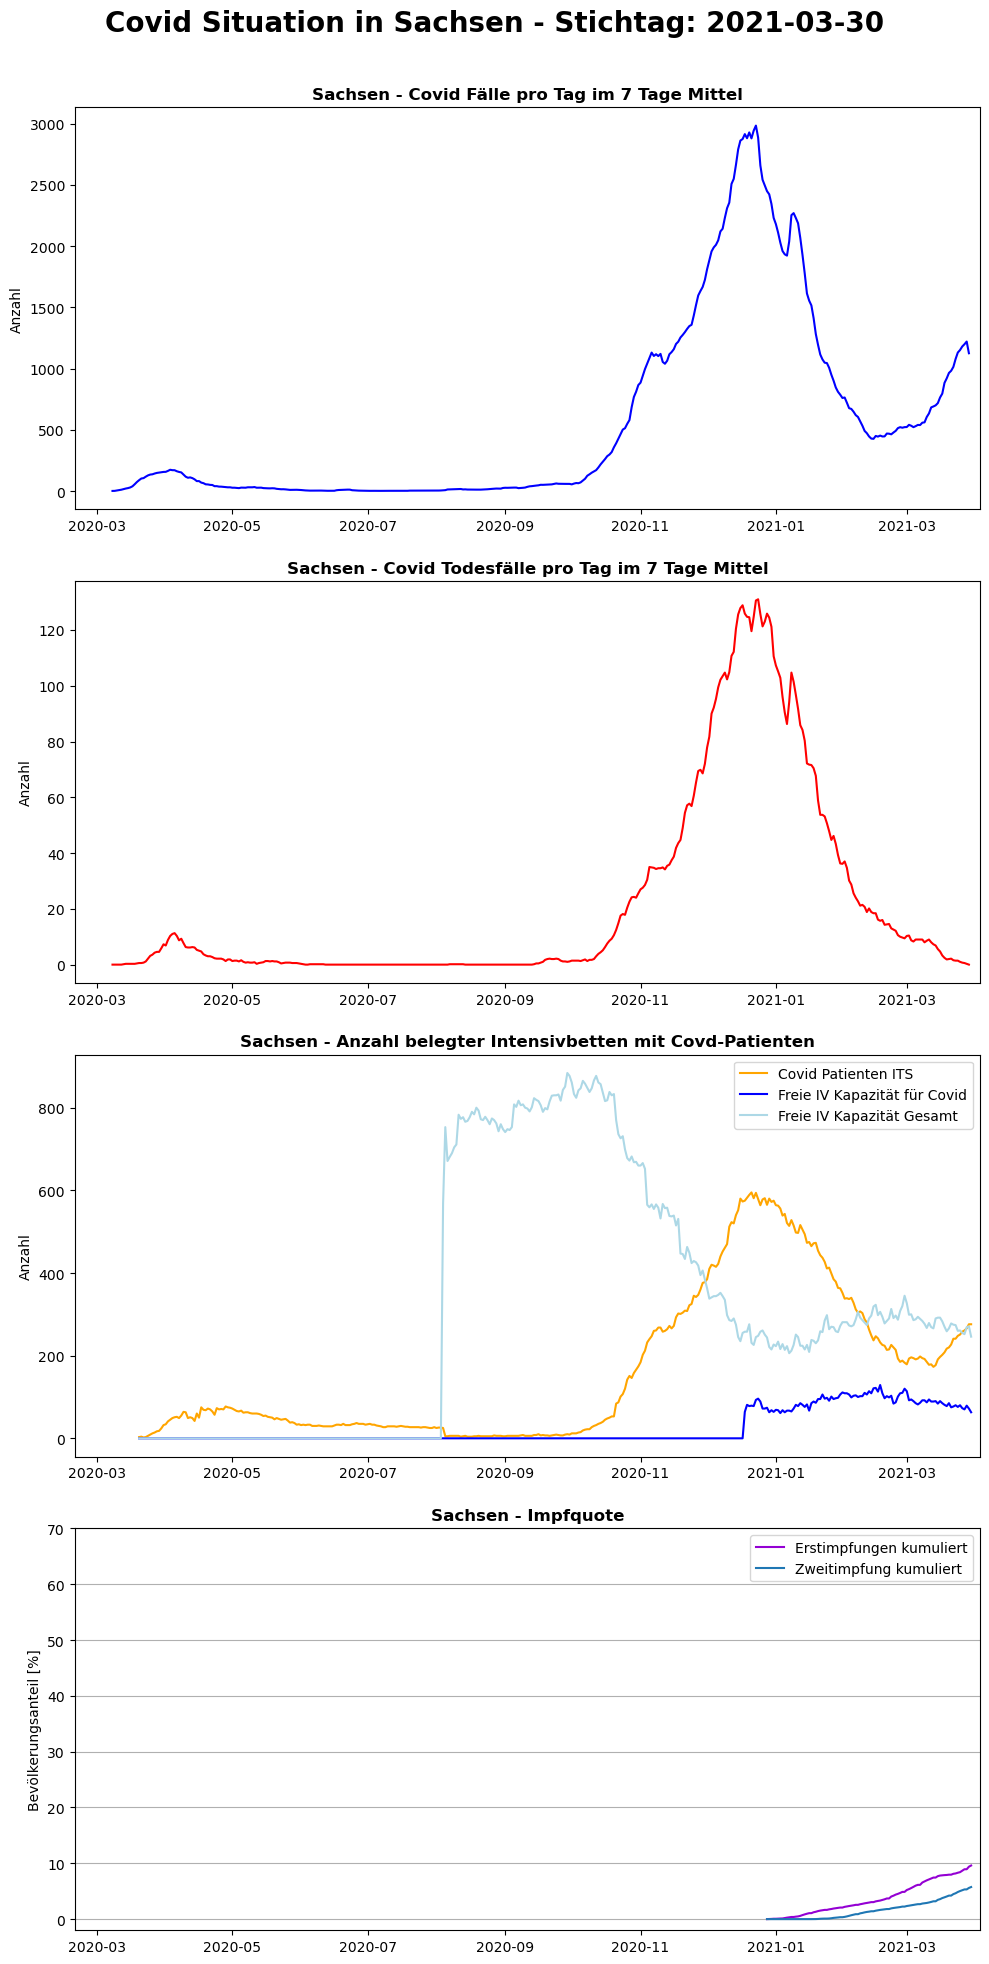 Covid Situation in Sachsen - Stichtag: 2021-03-30
Sachsen - Covid Fälle pro Tag im 7 Tage Mittel
Anzahl
3000
2500
2000
1500
1000
500
0
2020-03 2020-05 2020-07 2020-09 2020-11 2021-01 2021-03
Sachsen - Covid Todesfälle pro Tag im 7 Tage Mittel
Anzahl
120
100
80
60
40
20
0
2020-03 2020-05 2020-07 2020-09 2020-11 2021-01 2021-03
Sachsen - Anzahl belegter Intensivbetten mit Covd-Patienten
Covid Patienten ITS
Freie IV Kapazität für Covid
Freie IV Kapazität Gesamt
Anzahl
800
600
400
200
0
2020-03 2020-05 2020-07 2020-09 2020-11 2021-01 2021-03
Sachsen - Impfquote
Erstimpfungen kumuliert
Zweitimpfung kumuliert
Bevölkerungsanteil [%]
70
60
50
40
30
20
10
0
2020-03 2020-05 2020-07 2020-09 2020-11 2021-01 2021-03